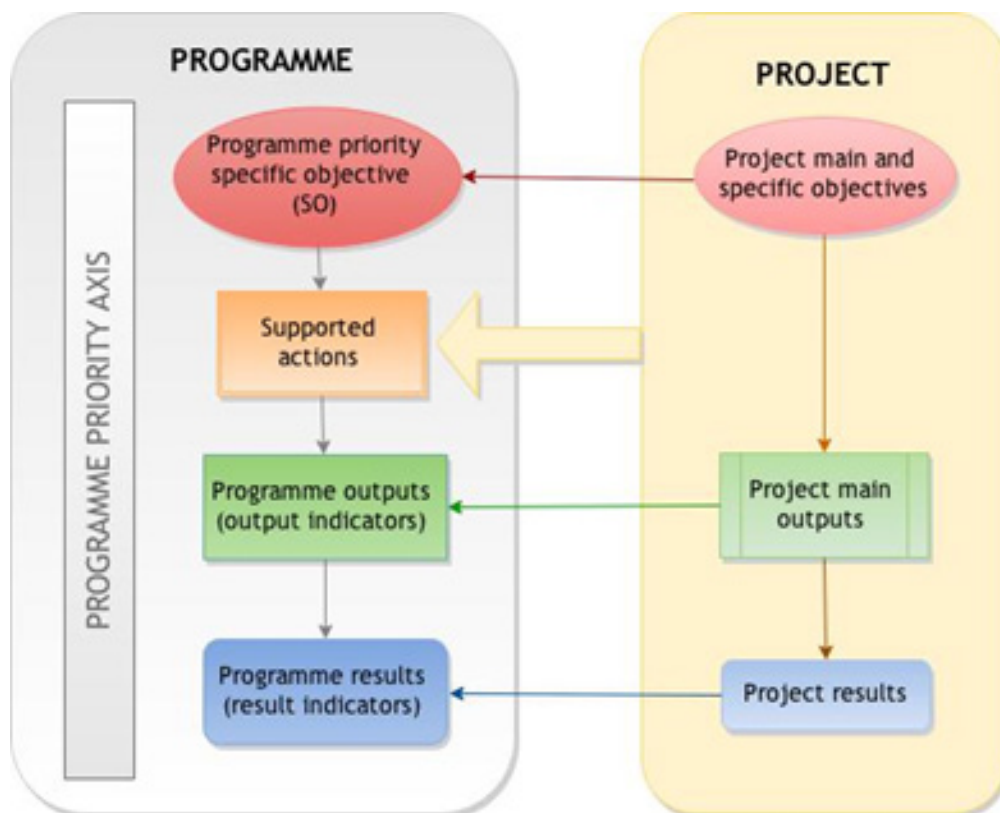 PROGRAMME
PROGRAMME PRIORITY AXIS
Programme priority
specific objective
(SO)
Supported
actions
Programme outputs
(output indicators)
Programme results
(result indicators)
PROJECT
Project main and
specific objectives
Project main
outputs
Project results